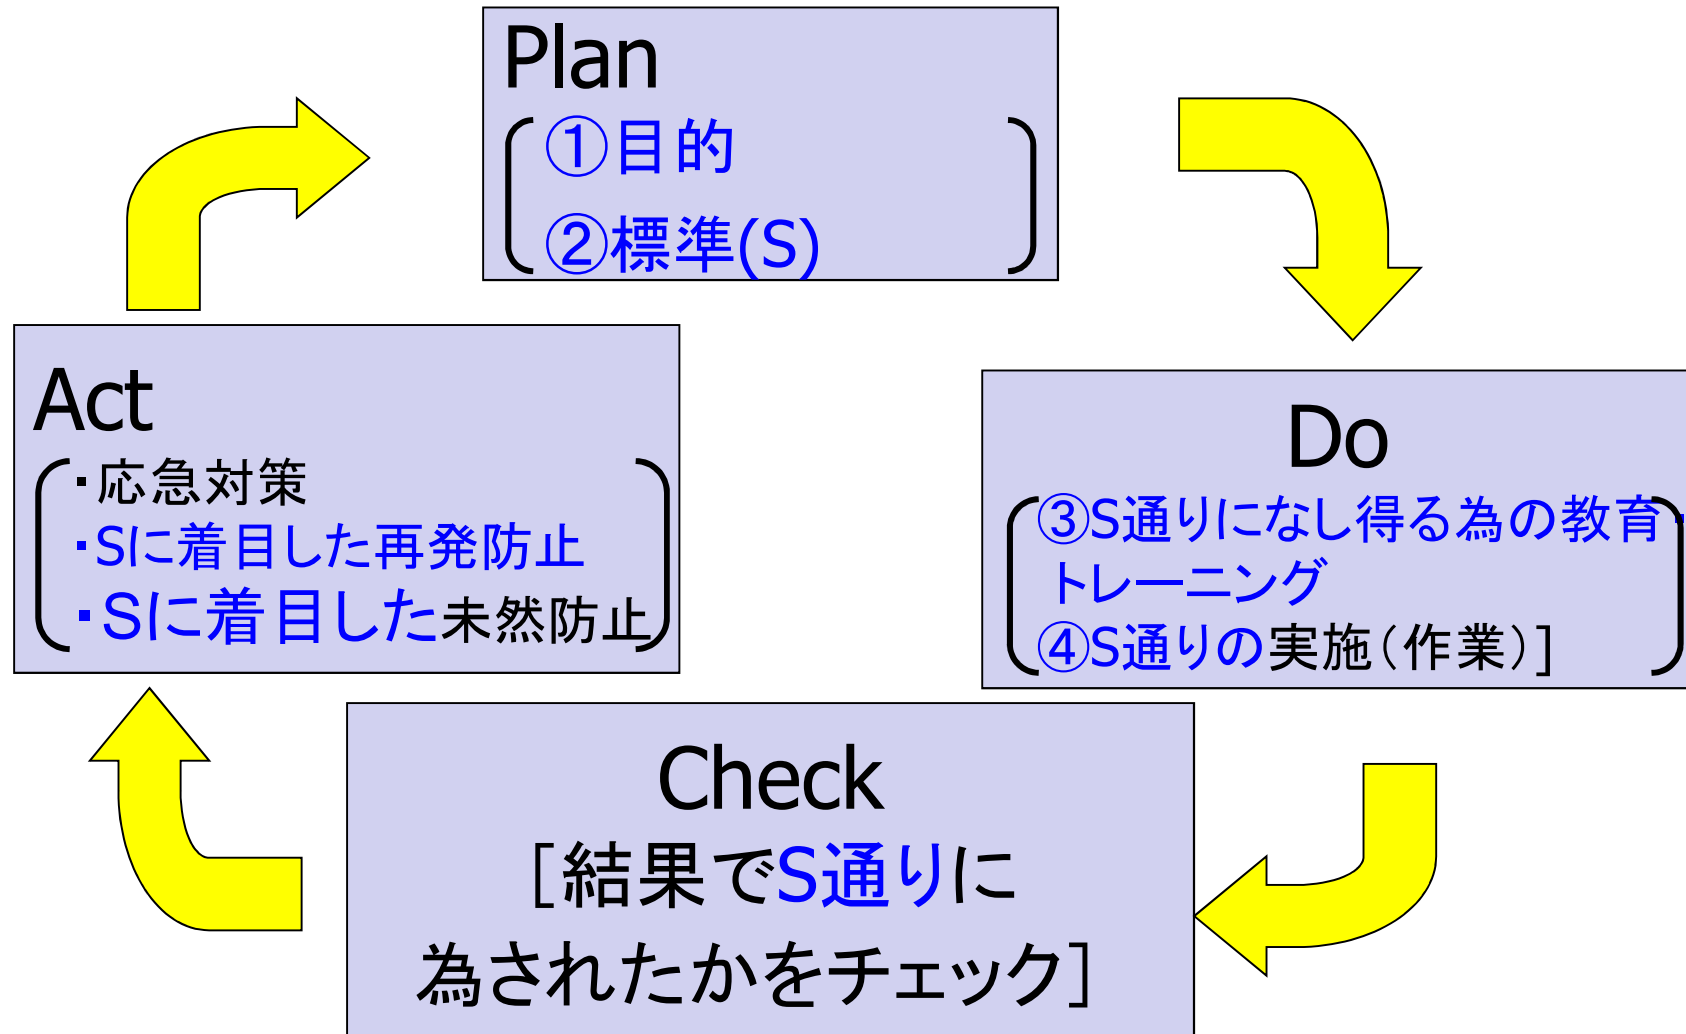 Plan
①目的
②標準(S)
Act
・応急対策
・Sに着目した再発防止
・Sに着目した未然防止
Do
③S通りになし得る為の教育・
トレーニング
④S通りの実施(作業)]
Check
[結果でS通りに
為されたかをチェック]